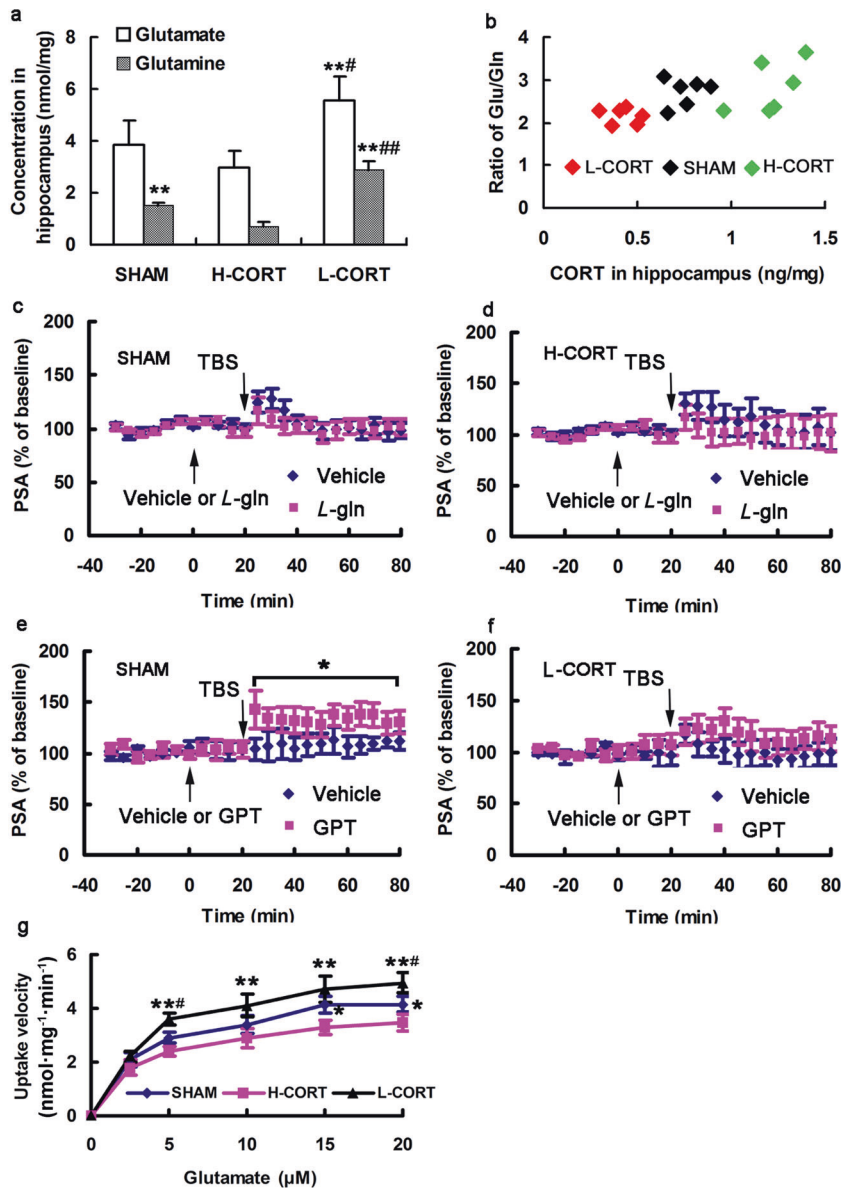 a
Concentration in
hippocampus (nmol/mg)
8
6
4
2
0
Glutamate
Glutamine
**
**#
**##
SHAM
H-CORT
L-CORT
b
Ratio of Glu/Gln
4
3
2
1
0
L-CORT
SHAM
H-CORT
0
0.5
1
1.5
CORT in hippocampus (ng/mg)
c
PSA (% of baseline)
200
150
100
50
0
SHAM
TBS
Vehicle or L-gln
Vehicle
L-gln
-40 -20 0 20 40 60 80
Time (min)
d
PSA (% of baseline)
200
150
100
50
0
H-CORT
TBS
Vehicle or L-gln
Vehicle
L-gln
-40 -20 0 20 40 60 80
Time (min)
e
PSA (% of baseline)
200
150
100
50
0
SHAM
TBS
*
Vehicle or GPT
Vehicle
GPT
-40 -20 0 20 40 60 80
Time (min)
f
PSA (% of baseline)
200
150
100
50
0
L-CORT
TBS
Vehicle or GPT
Vehicle
GPT
-40 -20 0 20 40 60 80
Time (min)
g
Uptake velocity
(nmol·mg⁻¹·min⁻¹)
6
4
2
0
**#
**
**
*
**#
*
SHAM
H-CORT
L-CORT
0 5 10 15 20
Glutamate (µM)